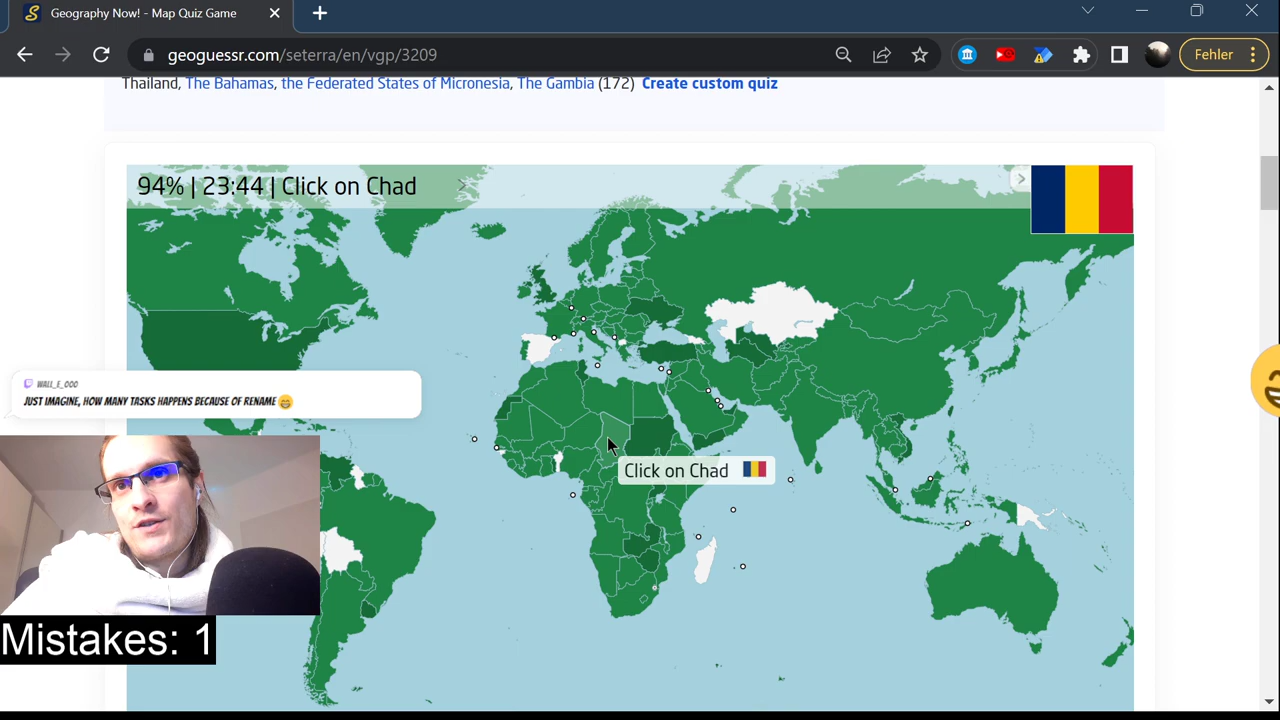 Geography Now! - Map Quiz Game
geoguessr.com/seterra/en/vgp/3209
Fehler
Thailand, The Bahamas, the Federated States of Micronesia, The Gambia (172) Create custom quiz
94% | 23:44 | Click on Chad
WALL_E_000
JUST IMAGINE, HOW MANY TASKS HAPPENS BECAUSE OF RENAME
Click on Chad
Mistakes: 1